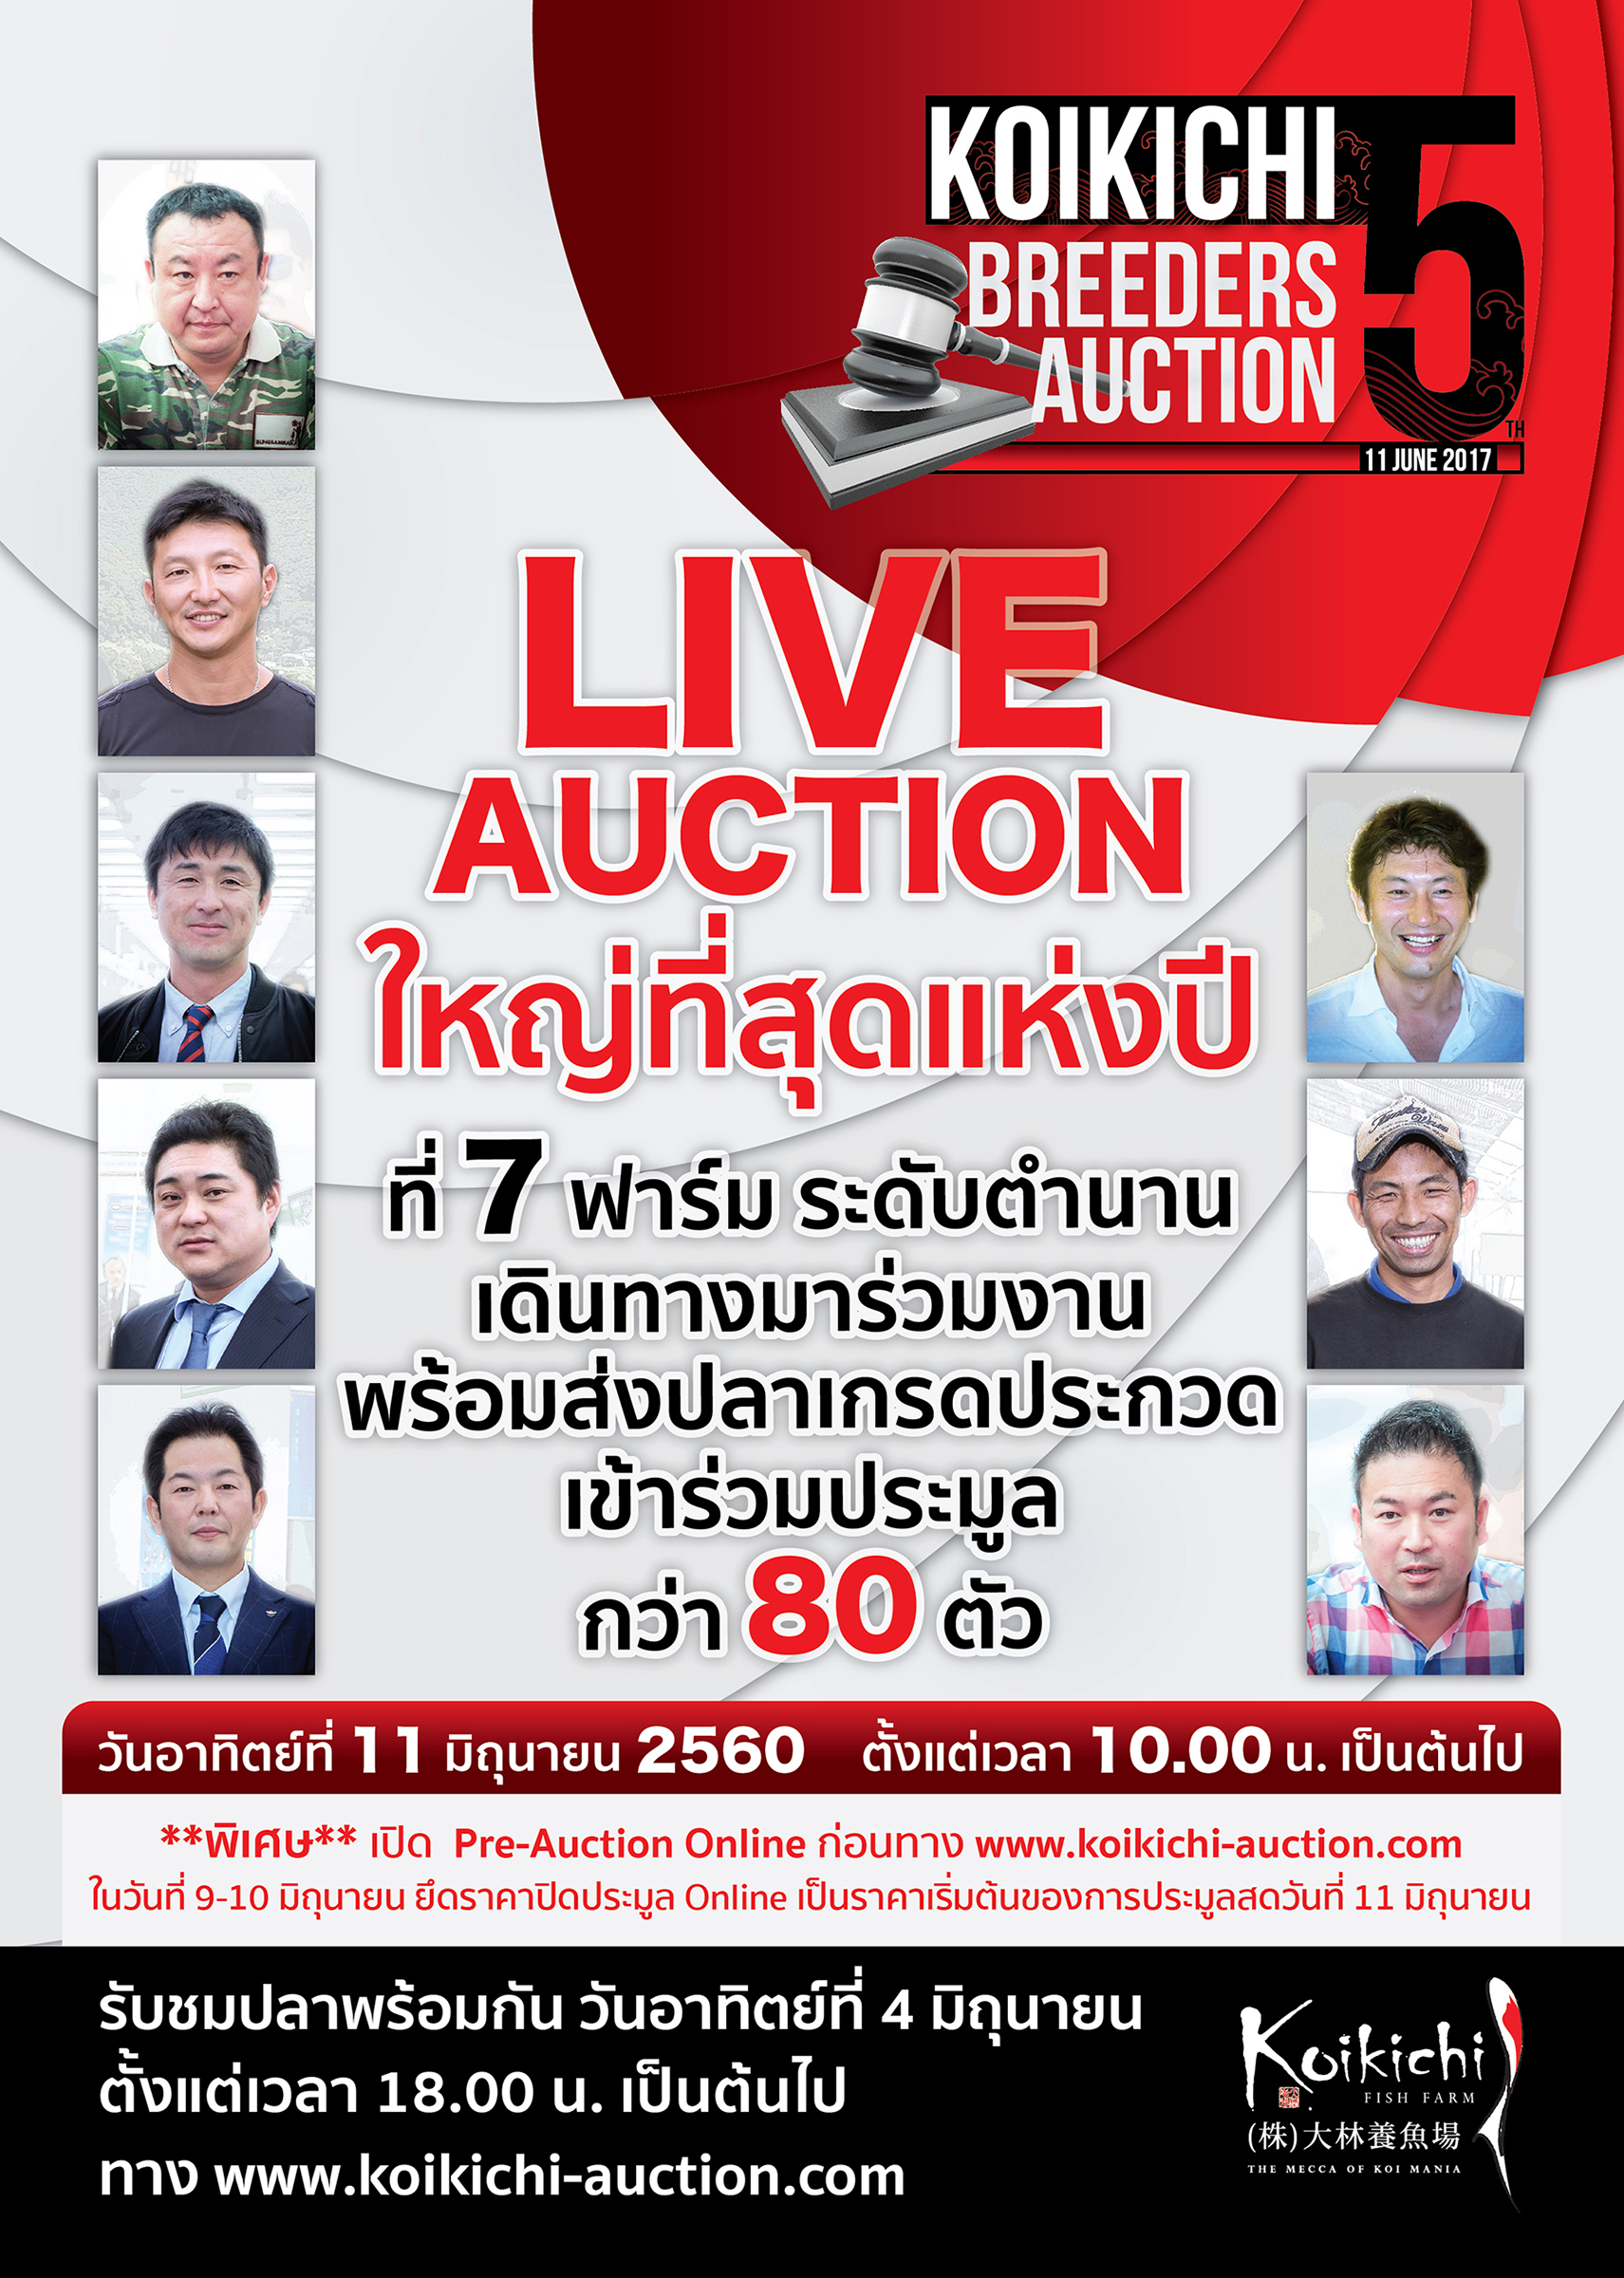 KOIKICHI 5TH
BREEDERS
AUCTION
11 JUNE 2017
LIVE
AUCTION
ใหญ่ที่สุดแห่งปี
ที่ 7 ฟาร์ม ระดับตำนาน
เดินทางมาร่วมงาน
พร้อมส่งปลาเกรดประกวด
เข้าร่วมประมูล
กว่า 80 ตัว
วันอาทิตย์ที่ 11 มิถุนายน 2560 ตั้งแต่เวลา 10.00 น. เป็นต้นไป
**พิเศษ** เปิด Pre-Auction Online ก่อนทาง www.koikichi-auction.com
ในวันที่ 9-10 มิถุนายน ยึดราคาปิดประมูล Online เป็นราคาเริ่มต้นของการประมูลสดวันที่ 11 มิถุนายน
รับชมปลาพร้อมกัน วันอาทิตย์ที่ 4 มิถุนายน
ตั้งแต่เวลา 18.00 น. เป็นต้นไป
ทาง www.koikichi-auction.com
Koikichi
FISH FARM
(株)大林養魚場
THE MECCA OF KOI MANIA